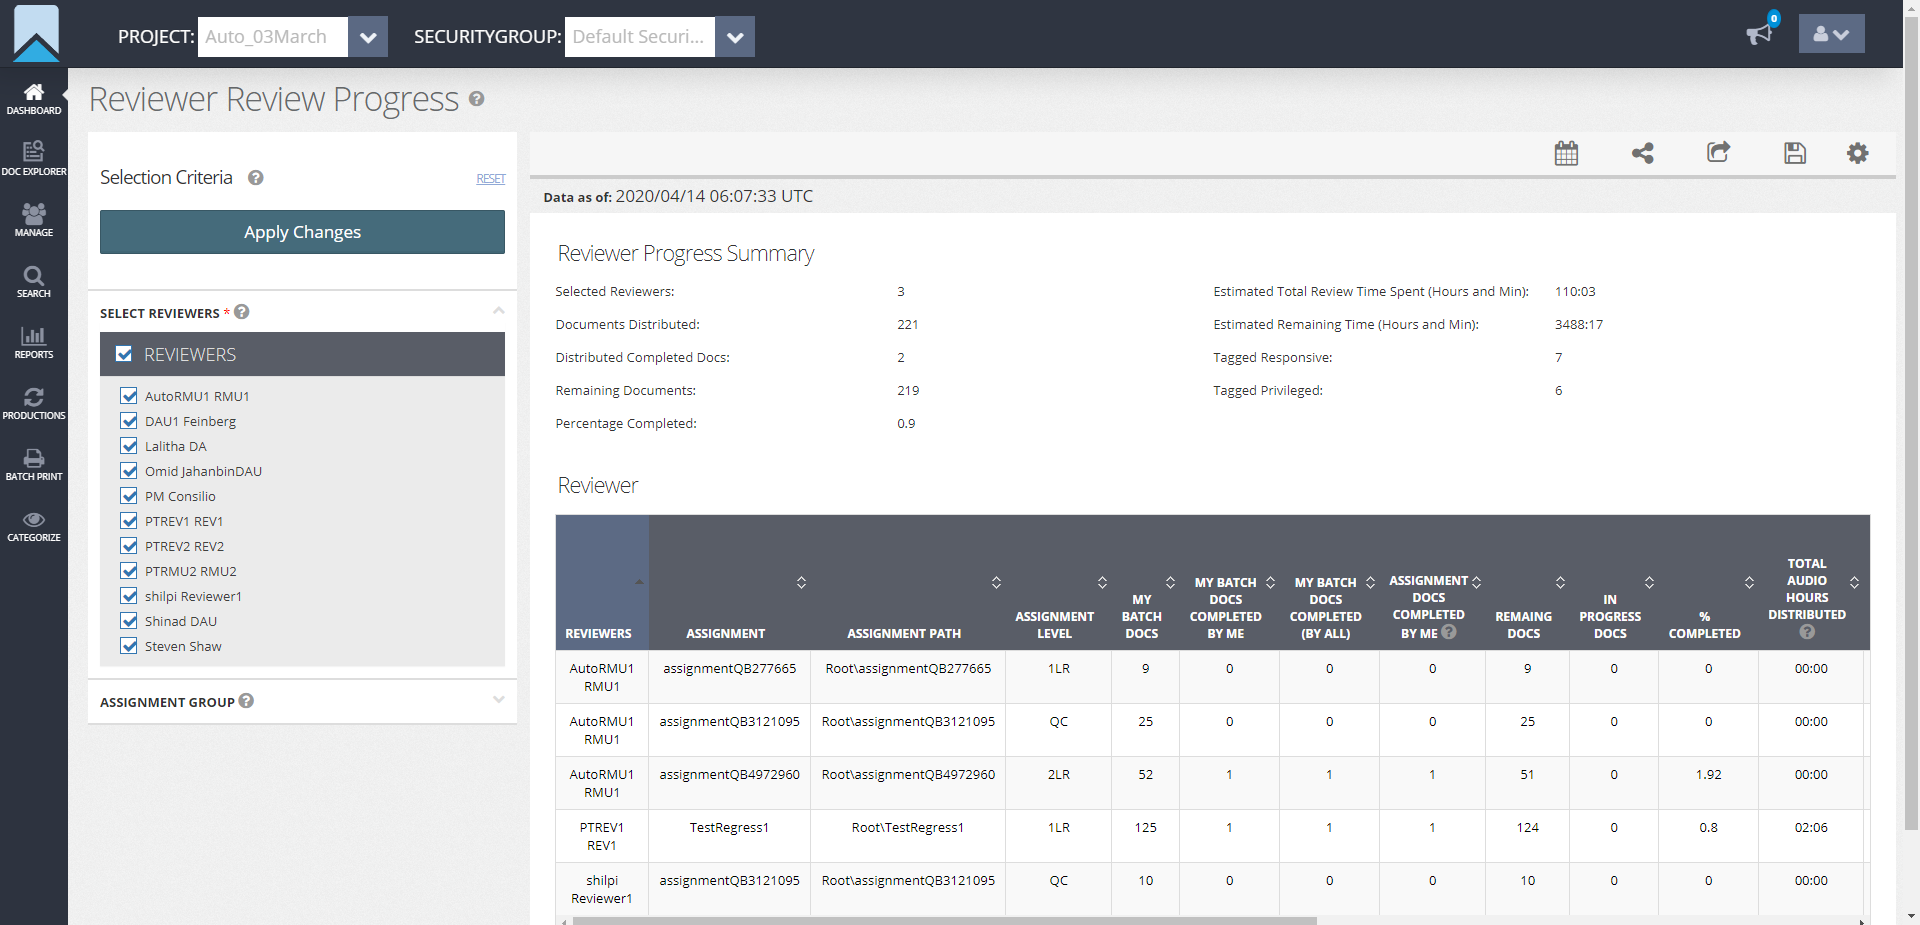 PROJECT: Auto_03March SECURITYGROUP: Default Securi... 0
DASHBOARD
DOC EXPLORER
MANAGE
SEARCH
REPORTS
PRODUCTIONS
BATCH PRINT
CATEGORIZE
Reviewer Review Progress ?
Selection Criteria ? RESET
Apply Changes
SELECT REVIEWERS * ?
REVIEWERS
AutoRMU1 RMU1
DAU1 Feinberg
Lalitha DA
Omid JahanbinDAU
PM Consilio
PTREV1 REV1
PTREV2 REV2
PTRMU2 RMU2
shilpi Reviewer1
Shinad DAU
Steven Shaw
ASSIGNMENT GROUP ?
Data as of: 2020/04/14 06:07:33 UTC
Reviewer Progress Summary
Selected Reviewers: 3 Estimated Total Review Time Spent (Hours and Min): 110:03
Documents Distributed: 221 Estimated Remaining Time (Hours and Min): 3488:17
Distributed Completed Docs: 2 Tagged Responsive: 7
Remaining Documents: 219 Tagged Privileged: 6
Percentage Completed: 0.9
Reviewer
REVIEWERS
ASSIGNMENT
ASSIGNMENT PATH
ASSIGNMENT
LEVEL
MY
BATCH
DOCS
MY BATCH
DOCS
COMPLETED
BY ME
MY BATCH
DOCS
COMPLETED
(BY ALL)
ASSIGNMENT
DOCS
COMPLETED
BY ME ?
REMAING
DOCS
IN
PROGRESS
DOCS
%
COMPLETED
TOTAL
AUDIO
HOURS
DISTRIBUTED
?
AutoRMU1 assignmentQB277665 Root\assignmentQB277665 1LR 9 0 0 0 9 0 0 00:00
RMU1
AutoRMU1 assignmentQB3121095 Root\assignmentQB3121095 QC 25 0 0 0 25 0 0 00:00
RMU1
AutoRMU1 assignmentQB4972960 Root\assignmentQB4972960 2LR 52 1 1 1 51 0 1.92 00:00
RMU1
PTREV1 TestRegress1 Root\TestRegress1 1LR 125 1 1 1 124 0 0.8 02:06
REV1
shilpi assignmentQB3121095 Root\assignmentQB3121095 QC 10 0 0 0 10 0 0 00:00
Reviewer1